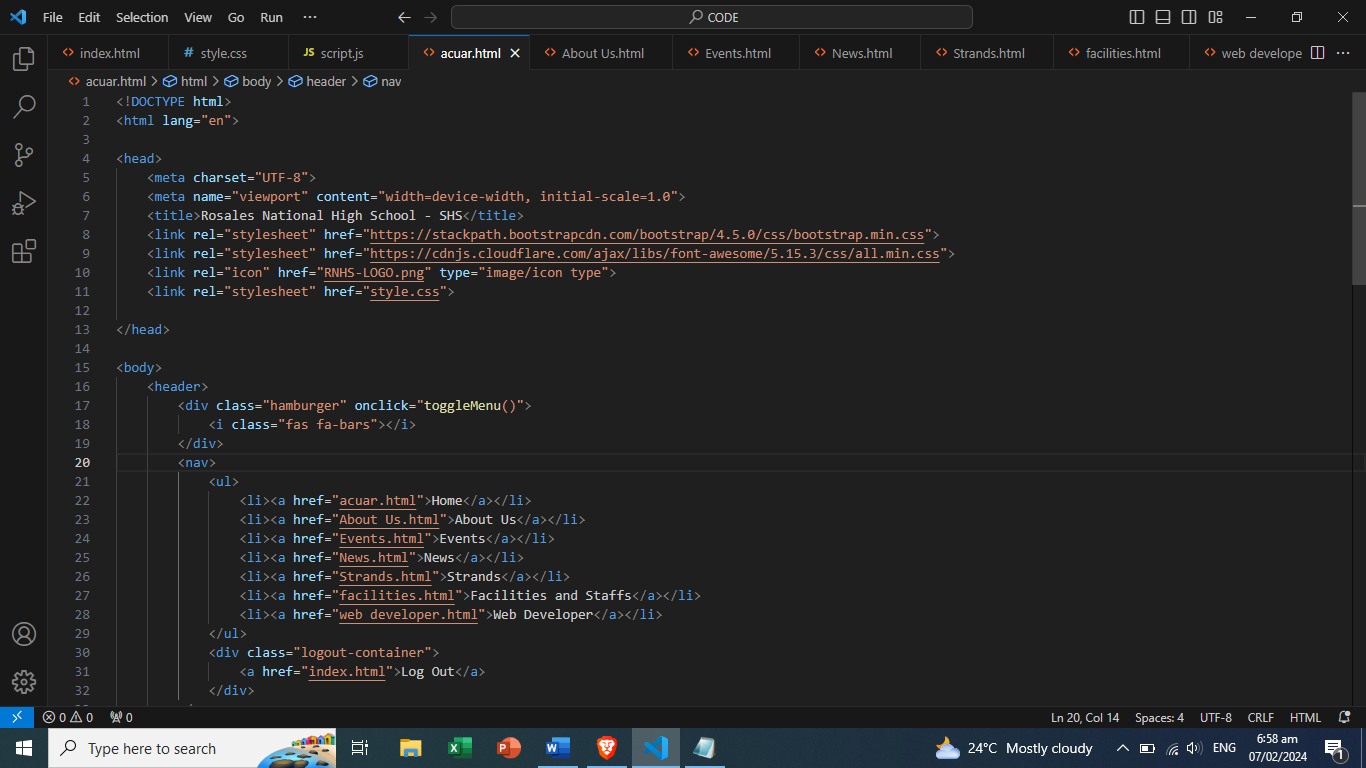 File Edit Selection View Go Run ··· CODE
index.html # style.css JS script.js acuar.html About Us.html Events.html News.html Strands.html facilities.html web develope ···
acuar.html > html > body > header > nav
1 <!DOCTYPE html>
2 <html lang="en">
3
4 <head>
5 <meta charset="UTF-8">
6 <meta name="viewport" content="width=device-width, initial-scale=1.0">
7 <title>Rosales National High School - SHS</title>
8 <link rel="stylesheet" href="https://stackpath.bootstrapcdn.com/bootstrap/4.5.0/css/bootstrap.min.css">
9 <link rel="stylesheet" href="https://cdnjs.cloudflare.com/ajax/libs/font-awesome/5.15.3/css/all.min.css">
10 <link rel="icon" href="RNHS-LOGO.png" type="image/icon type">
11 <link rel="stylesheet" href="style.css">
12
13 </head>
14
15 <body>
16 <header>
17 <div class="hamburger" onclick="toggleMenu()">
18 <i class="fas fa-bars"></i>
19 </div>
20 <nav>
21 <ul>
22 <li><a href="acuar.html">Home</a></li>
23 <li><a href="About Us.html">About Us</a></li>
24 <li><a href="Events.html">Events</a></li>
25 <li><a href="News.html">News</a></li>
26 <li><a href="Strands.html">Strands</a></li>
27 <li><a href="facilities.html">Facilities and Staffs</a></li>
28 <li><a href="web developer.html">Web Developer</a></li>
29 </ul>
30 <div class="logout-container">
31 <a href="index.html">Log Out</a>
32 </div>
0 0 0 Ln 20, Col 14 Spaces: 4 UTF-8 CRLF HTML
Type here to search 24°C Mostly cloudy ENG 6:58 am
07/02/2024 1